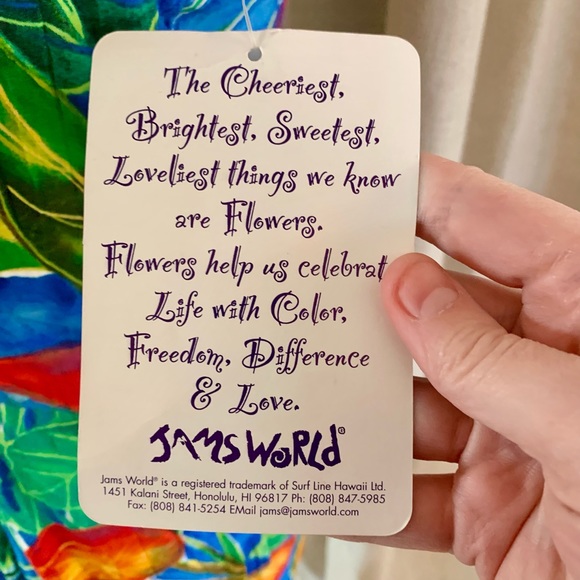 The Cheeriest,
Brightest, Sweetest,
Loveliest things we know
are Flowers.
Flowers help us celebrat
Life with Color,
Freedom, Difference
& Love.
JAMS WORLD®
Jams World® is a registered trademark of Surf Line Hawaii Ltd.
1451 Kalani Street, Honolulu, HI 96817 Ph: (808) 847-5985
Fax: (808) 841-5254 EMail jams@jamsworld.com